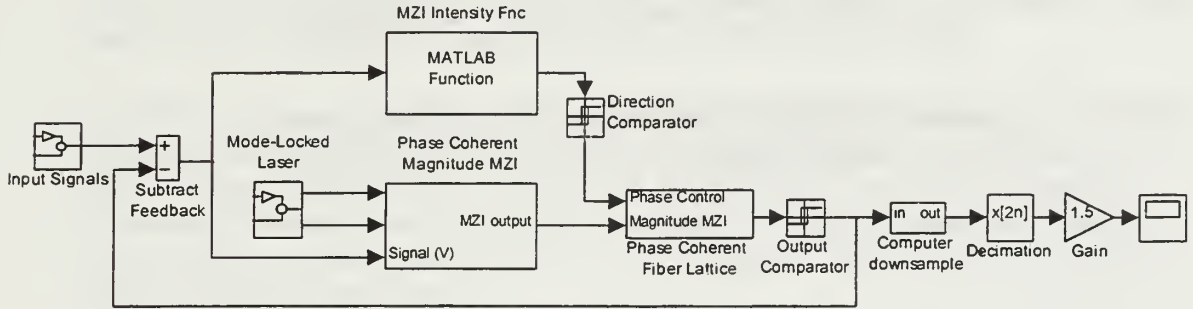 MZI Intensity Fnc
MATLAB
Function
Direction
Comparator
+
−
Input Signals
Subtract
Feedback
Mode-Locked
Laser
Phase Coherent
Magnitude MZI
MZI output
Signal (V)
Phase Control
Magnitude MZI
Phase Coherent
Fiber Lattice
Output
Comparator
in out
Computer
downsample
x[2n]
Decimation
1.5
Gain